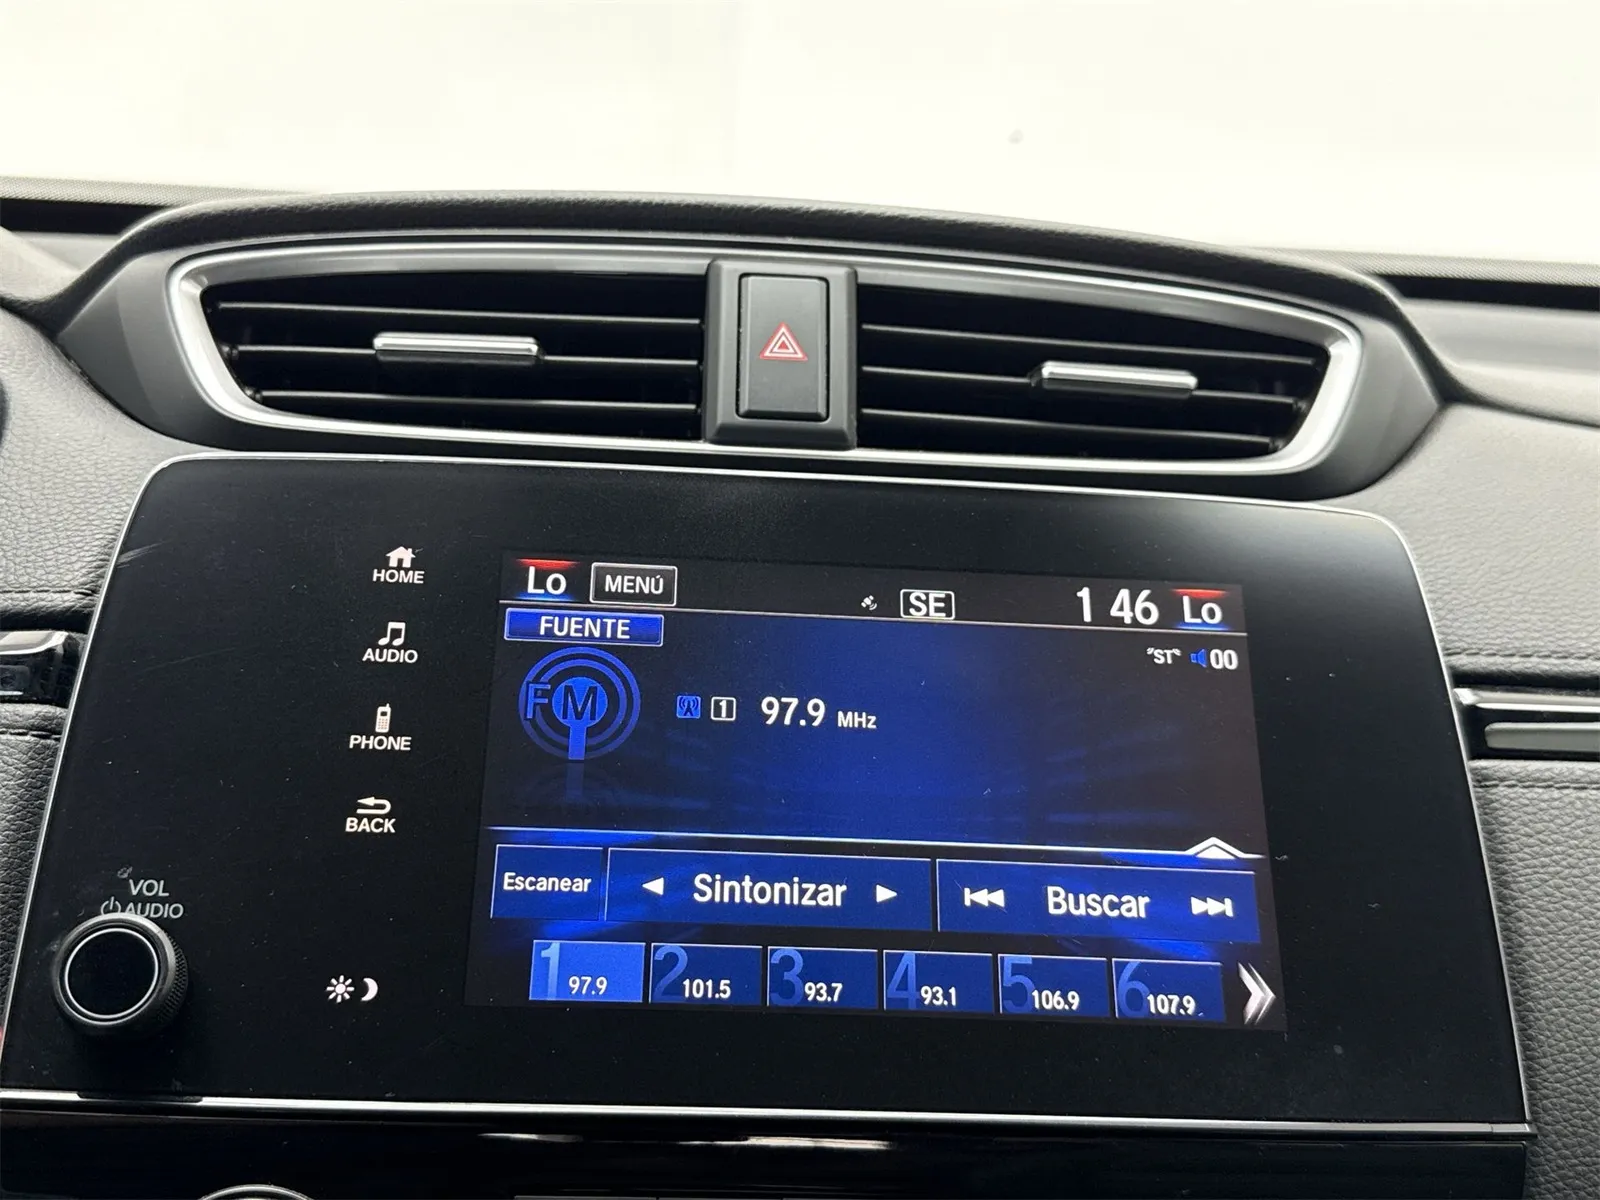 HOME
AUDIO
PHONE
BACK
VOL
AUDIO
Lo MENÚ SE 1 46 Lo
FUENTE
"ST" 00
FM 1 97.9 MHz
Escanear Sintonizar Buscar
1 97.9 2 101.5 3 93.7 4 93.1 5 106.9 6 107.9